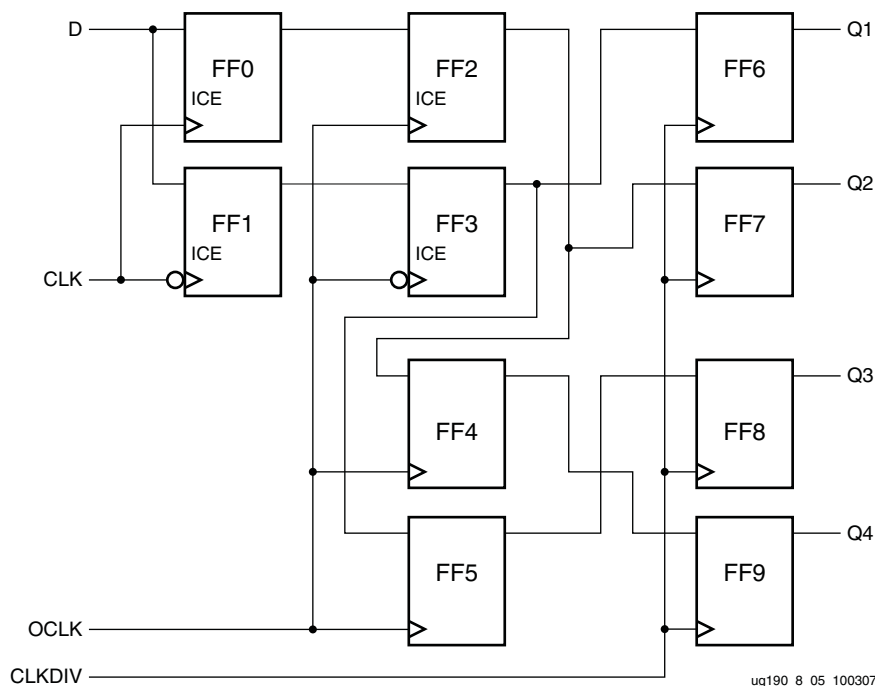 D
FF0
ICE
FF2
ICE
FF6
Q1
FF1
ICE
FF3
ICE
FF7
Q2
CLK
FF4
FF8
Q3
FF5
FF9
Q4
OCLK
CLKDIV
ug190_8_05_100307